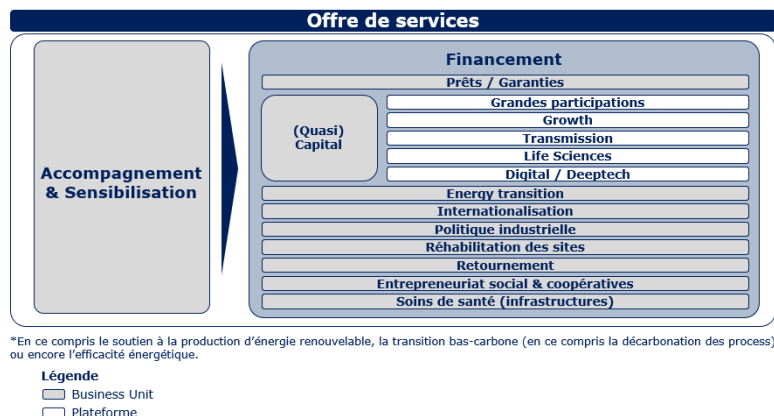 Offre de services
Accompagnement
& Sensibilisation
Financement
Prêts / Garanties
(Quasi)
Capital
Grandes participations
Growth
Transmission
Life Sciences
Digital / Deeptech
Energy transition
Internationalisation
Politique industrielle
Réhabilitation des sites
Retournement
Entrepreneuriat social & coopératives
Soins de santé (infrastructures)
*En ce compris le soutien à la production d’énergie renouvelable, la transition bas-carbone (en ce compris la décarbonation des process)
ou encore l’efficacité énergétique.
Légende
Business Unit
Plateforme